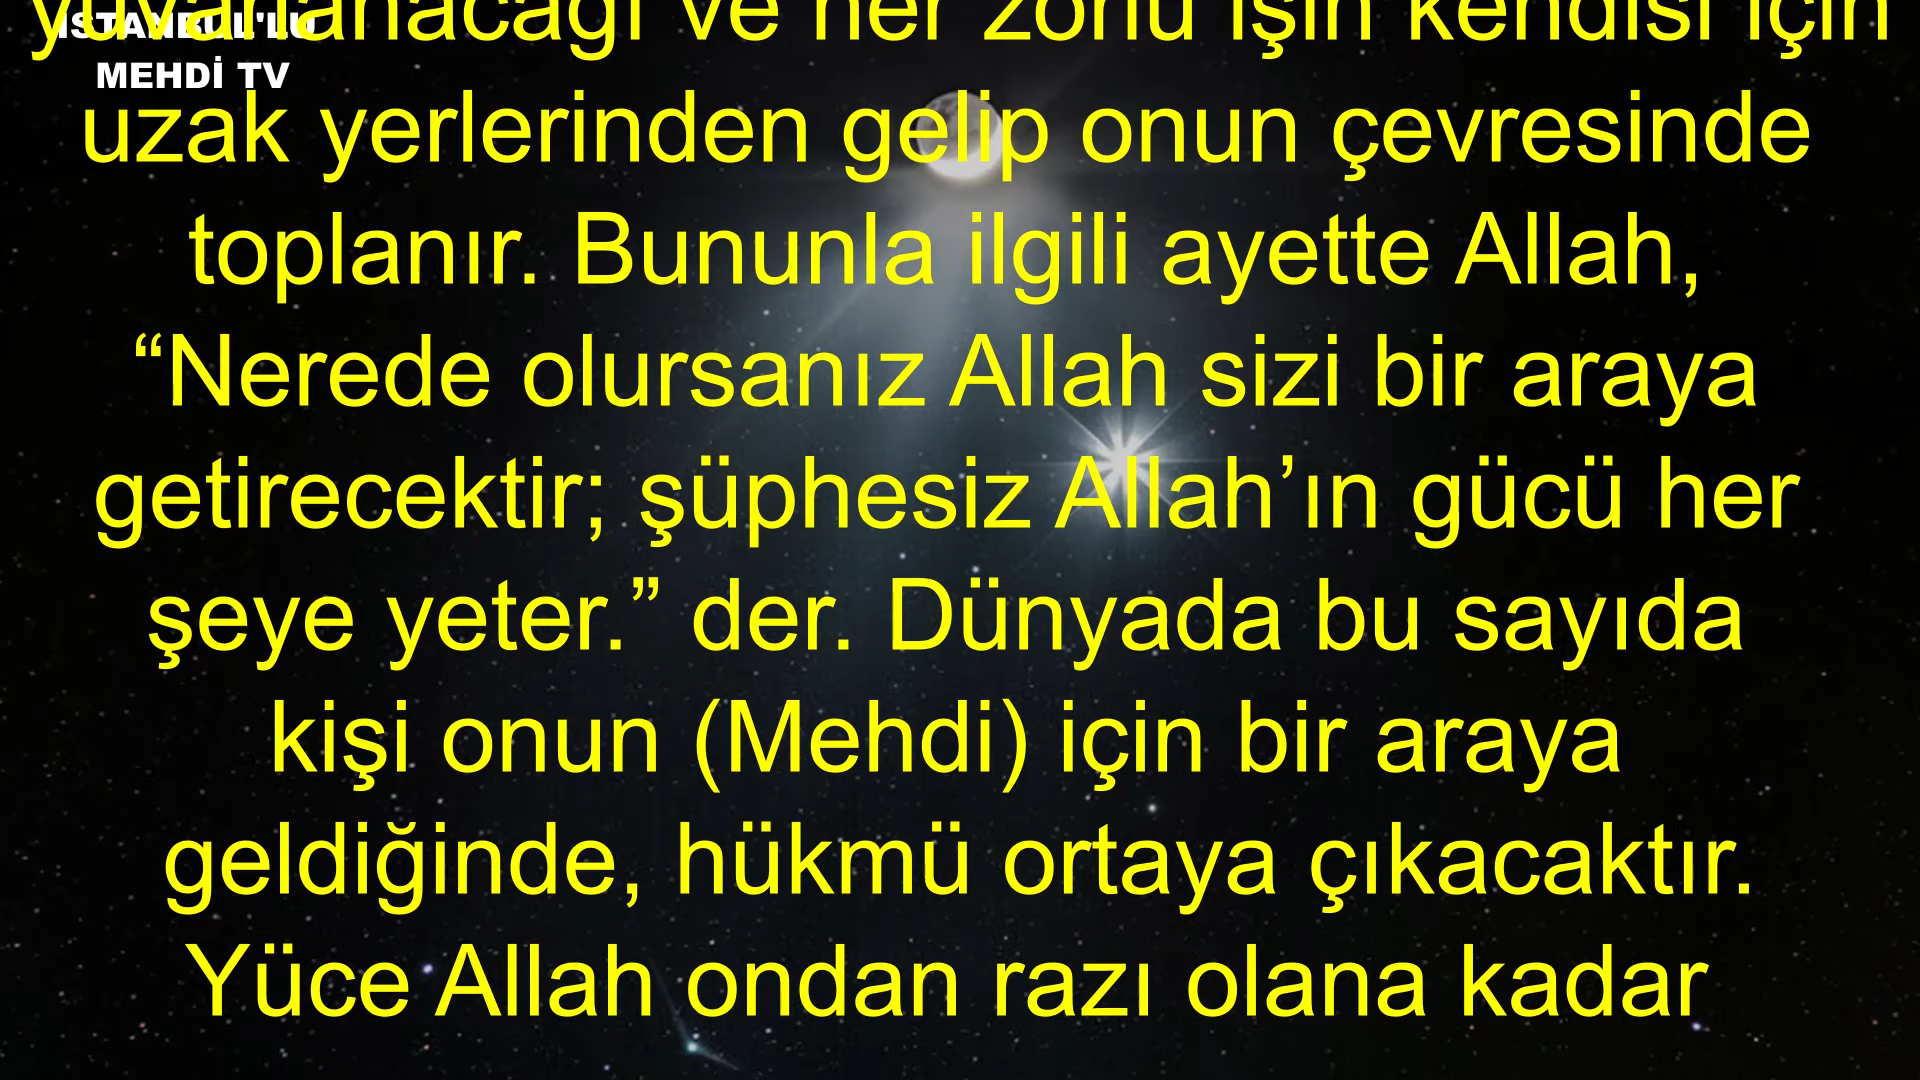 İSTANBUL'LU
MEHDİ TV
yuvarlanacağı ve her zorlu işin kendisi için
uzak yerlerinden gelip onun çevresinde
toplanır. Bununla ilgili ayette Allah,
“Nerede olursanız Allah sizi bir araya
getirecektir; şüphesiz Allah’ın gücü her
şeye yeter.” der. Dünyada bu sayıda
kişi onun (Mehdi) için bir araya
geldiğinde, hükmü ortaya çıkacaktır.
Yüce Allah ondan razı olana kadar